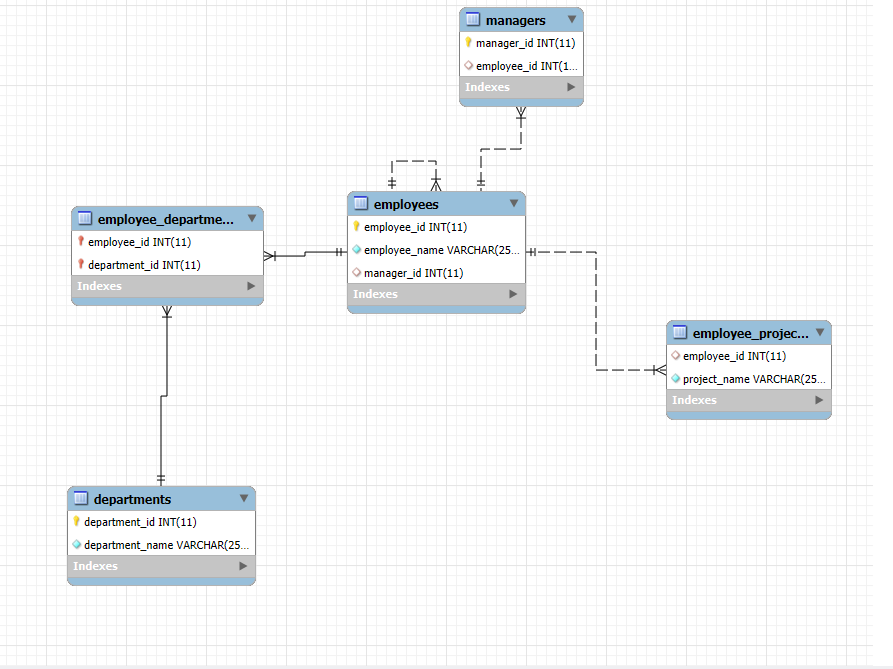 managers
manager_id INT(11)
employee_id INT(1...
Indexes
employees
employee_id INT(11)
employee_name VARCHAR(25...
manager_id INT(11)
Indexes
employee_departme...
employee_id INT(11)
department_id INT(11)
Indexes
employee_projec...
employee_id INT(11)
project_name VARCHAR(25...
Indexes
departments
department_id INT(11)
department_name VARCHAR(25...
Indexes